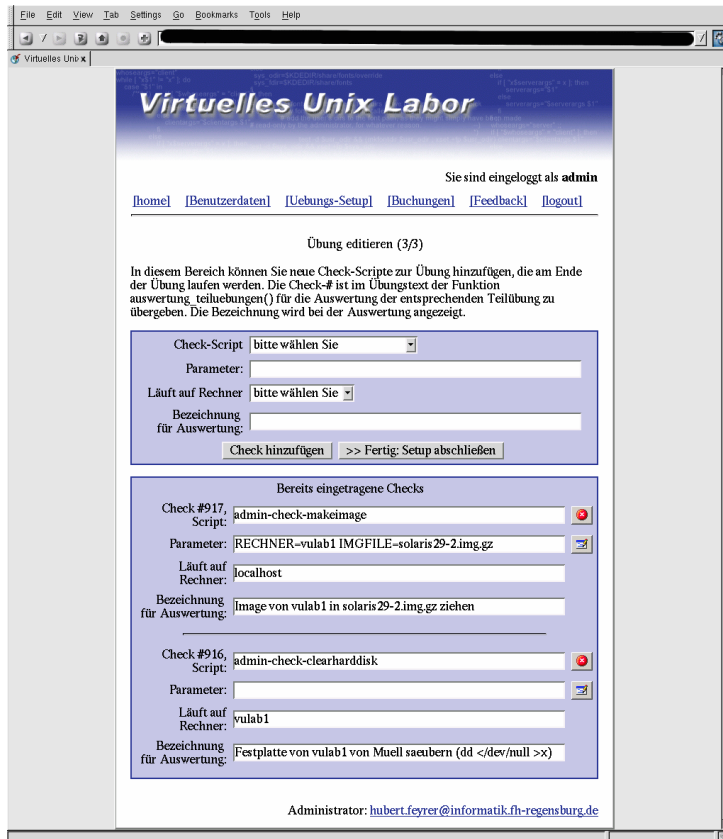 File Edit View Tab Settings Go Bookmarks Tools Help
Virtuelles Unix
Virtuelles Unix Labor
Sie sind eingeloggt als admin
[home] [Benutzerdaten] [Uebungs-Setup] [Buchungen] [Feedback] [logout]
Übung editieren (3/3)
In diesem Bereich können Sie neue Check-Scripte zur Übung hinzufügen, die am Ende
der Übung laufen werden. Die Check-# ist im Übungstext der Funktion
auswertung_teiluebungen() für die Auswertung der entsprechenden Teilübung zu
übergeben. Die Bezeichnung wird bei der Auswertung angezeigt.
Check-Script bitte wählen Sie
Parameter:
Läuft auf Rechner bitte wählen Sie
Bezeichnung
für Auswertung:
Check hinzufügen >> Fertig: Setup abschließen
Bereits eingetragene Checks
Check #917,
Script: admin-check-makeimage
Parameter: RECHNER=vulab1 IMGFILE=solaris29-2.img.gz
Läuft auf
Rechner: localhost
Bezeichnung
für Auswertung: Image von vulab1 in solaris29-2.img.gz ziehen
Check #916,
Script: admin-check-clearharddisk
Parameter:
Läuft auf
Rechner: vulab1
Bezeichnung
für Auswertung: Festplatte von vulab1 von Muell saeubern (dd </dev/null >x)
Administrator: hubert.feyrer@informatik.fh-regensburg.de